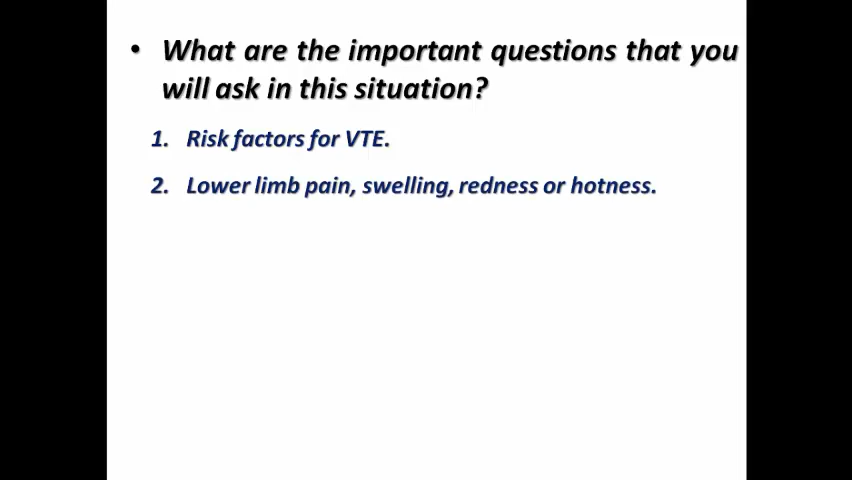 • What are the important questions that you
will ask in this situation?
1. Risk factors for VTE.
2. Lower limb pain, swelling, redness or hotness.